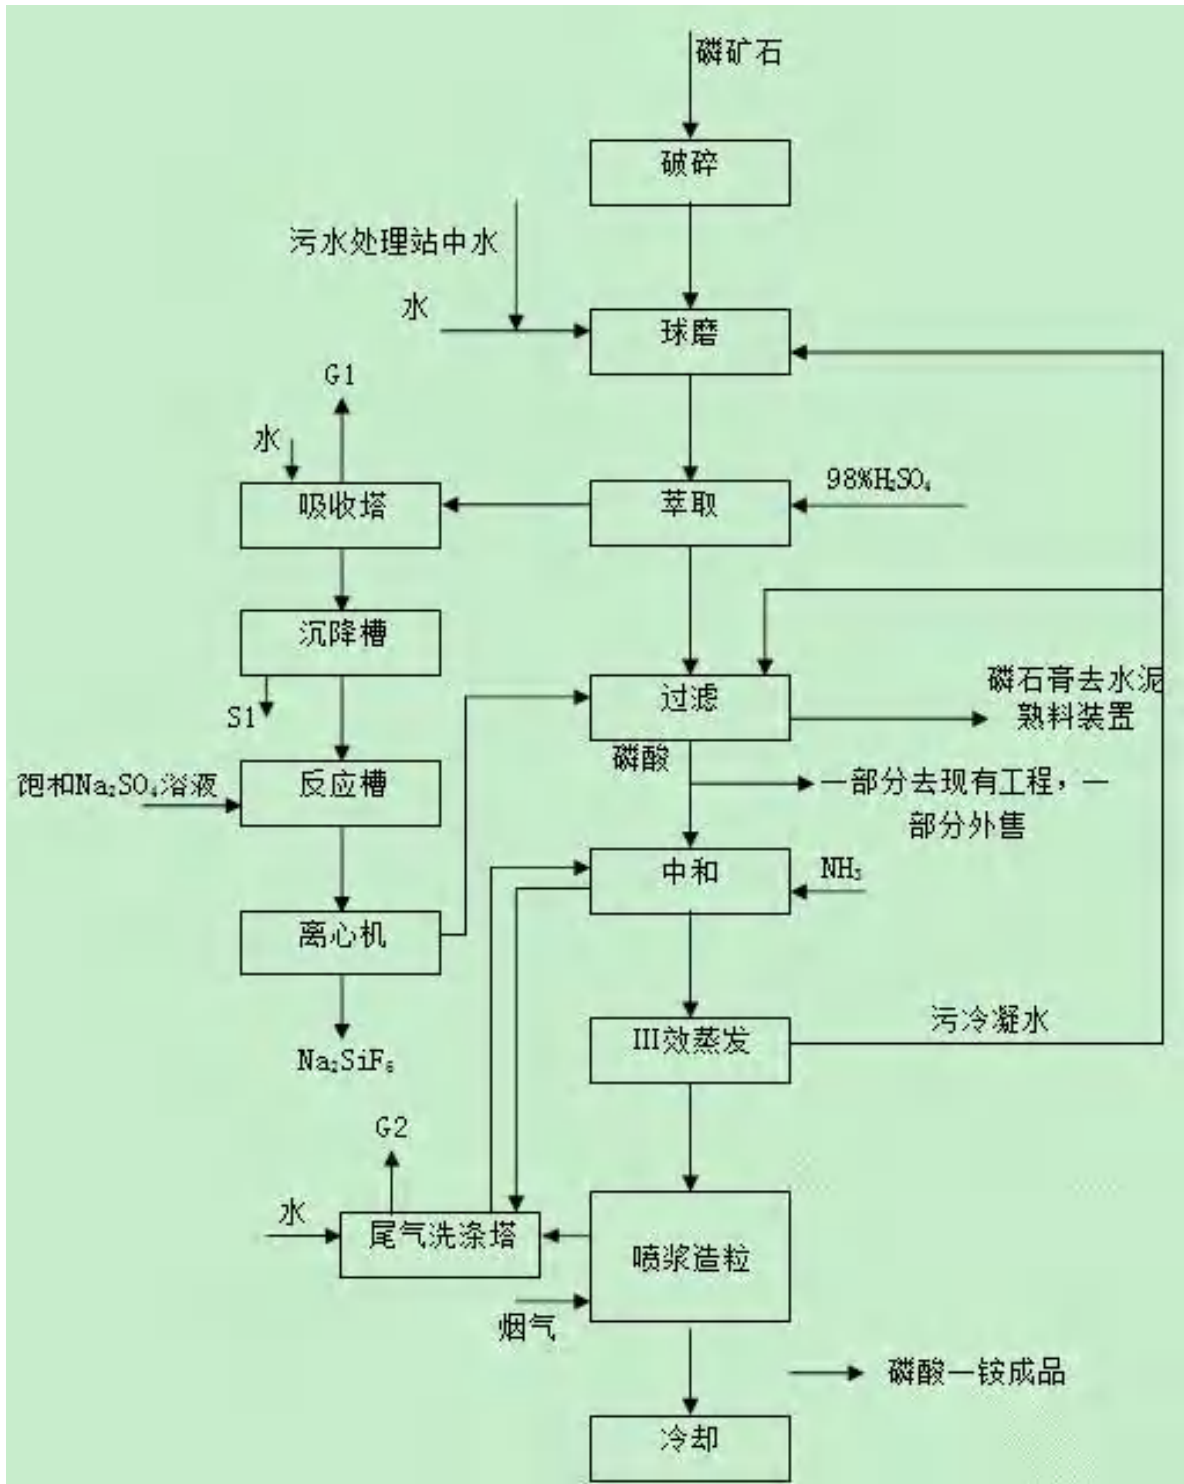 磷矿石
破碎
污水处理站中水
水
球磨
G1
水
吸收塔
萃取
98%H₂SO₄
沉降槽
S1
过滤
磷石膏去水泥
熟料装置
磷酸
饱和Na₂SO₄溶液
反应槽
一部分去现有工程，一
部分外售
中和
NH₃
离心机
Na₂SiF₆
III效蒸发
污冷凝水
G2
水
尾气洗涤塔
喷浆造粒
烟气
磷酸一铵成品
冷却